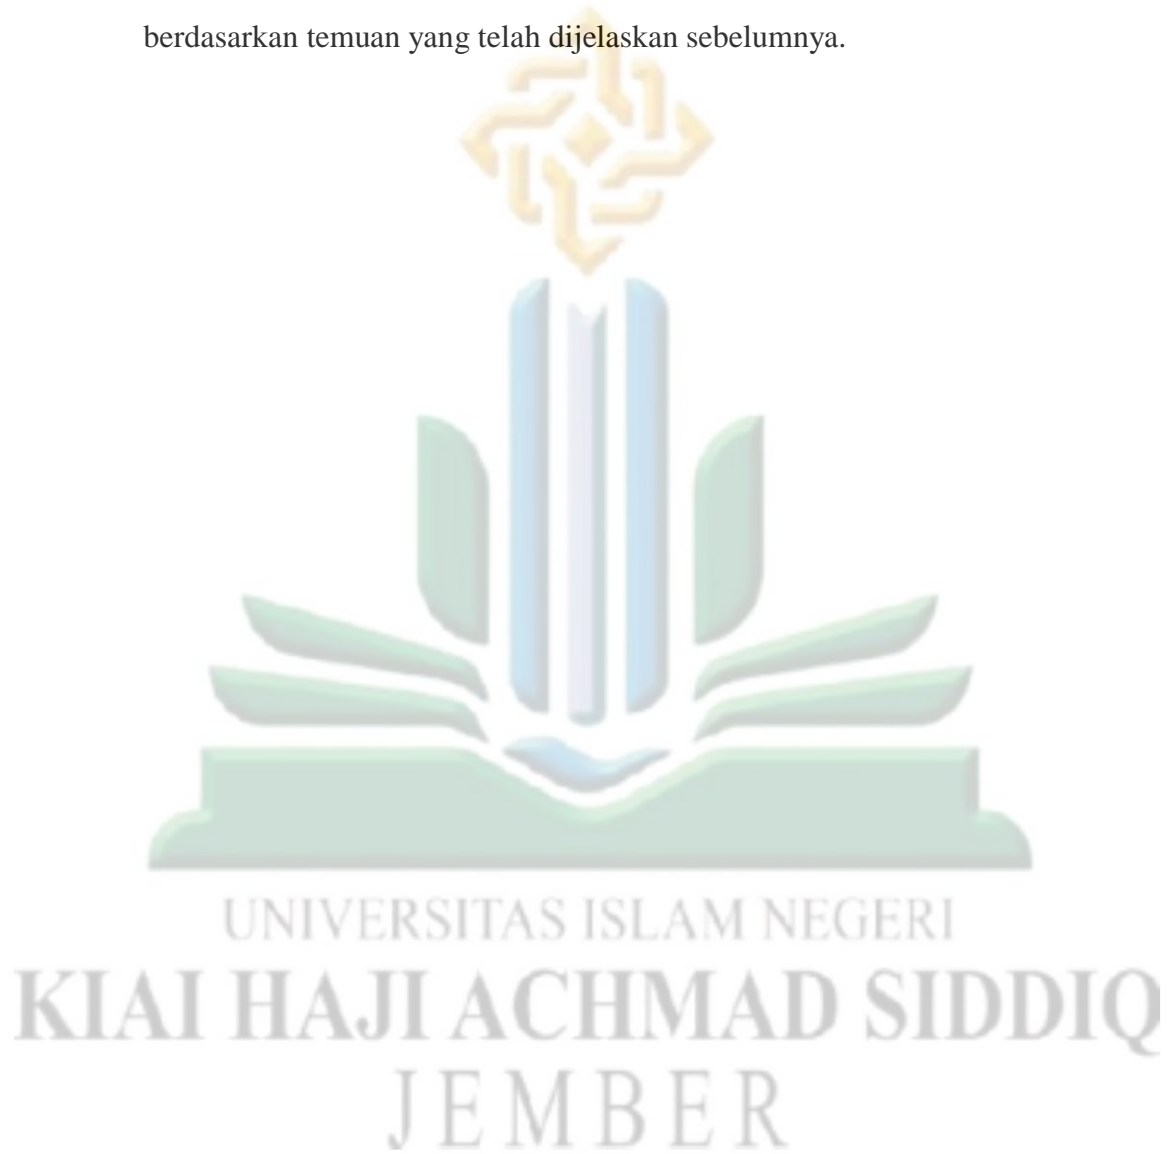 berdasarkan temuan yang telah dijelaskan sebelumnya.
UNIVERSITAS ISLAM NEGERI
KIAI HAJI ACHMAD SIDDIQ
JEMBER